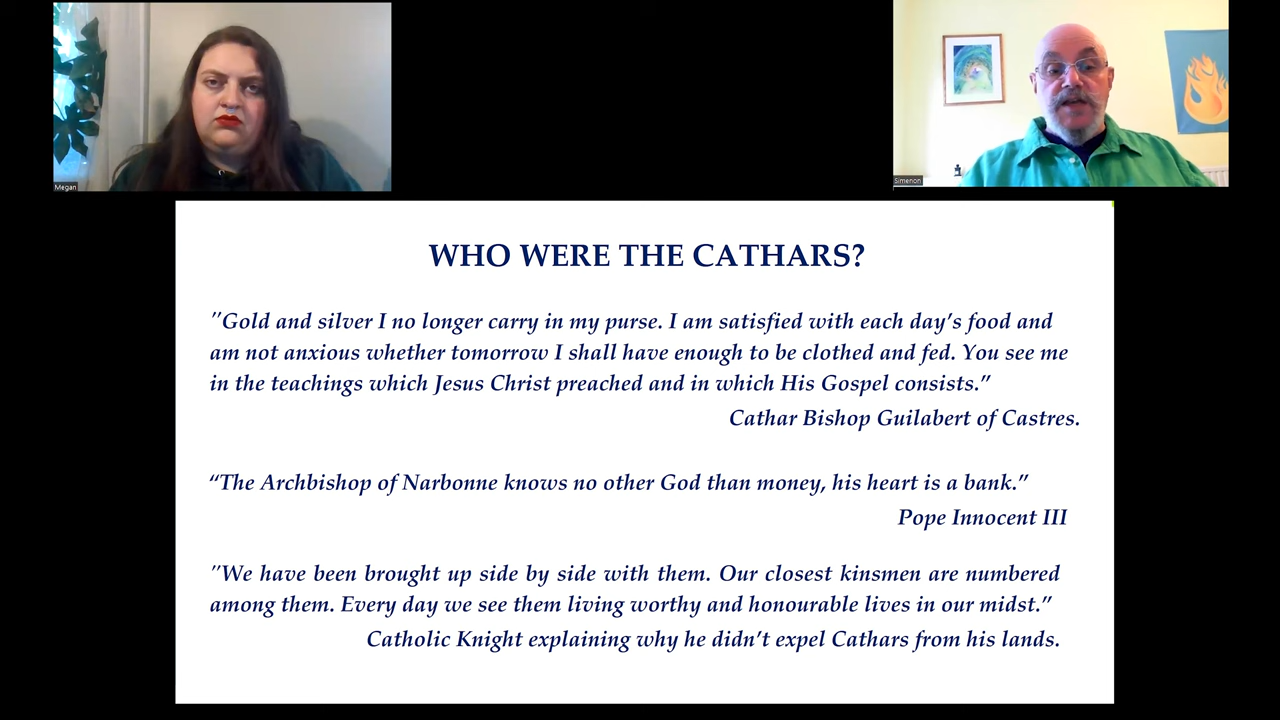 Megan
Simenon
WHO WERE THE CATHARS?
"Gold and silver I no longer carry in my purse. I am satisfied with each day’s food and
am not anxious whether tomorrow I shall have enough to be clothed and fed. You see me
in the teachings which Jesus Christ preached and in which His Gospel consists.”
Cathar Bishop Guilabert of Castres.
“The Archbishop of Narbonne knows no other God than money, his heart is a bank.”
Pope Innocent III
"We have been brought up side by side with them. Our closest kinsmen are numbered
among them. Every day we see them living worthy and honourable lives in our midst.”
Catholic Knight explaining why he didn’t expel Cathars from his lands.